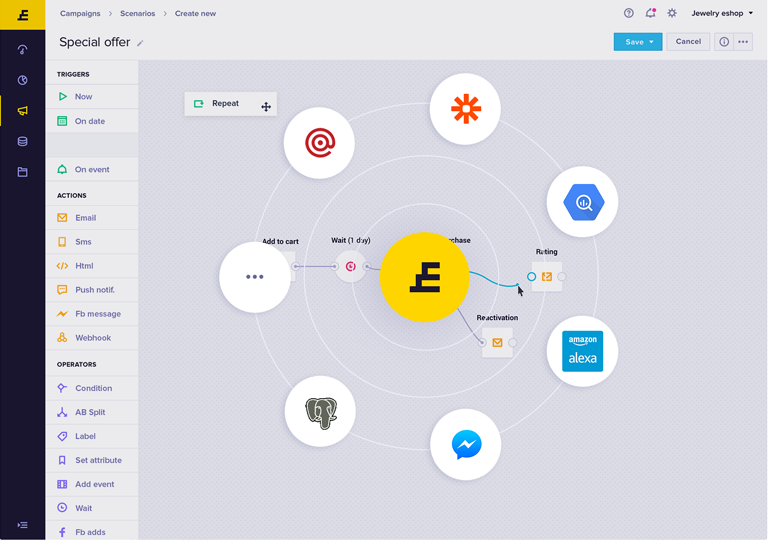 Campaigns
Scenarios
Create new
Jewelry eshop
Special offer
Save
Cancel
TRIGGERS
Now
On date
On event
ACTIONS
Email
Sms
Html
Push notif.
Fb message
Webhook
OPERATORS
Condition
AB Split
Label
Set attribute
Add event
Wait
Fb adds
Repeat
Add to cart
Wait (1 day)
chase
Rating
Reactivation
amazon
alexa